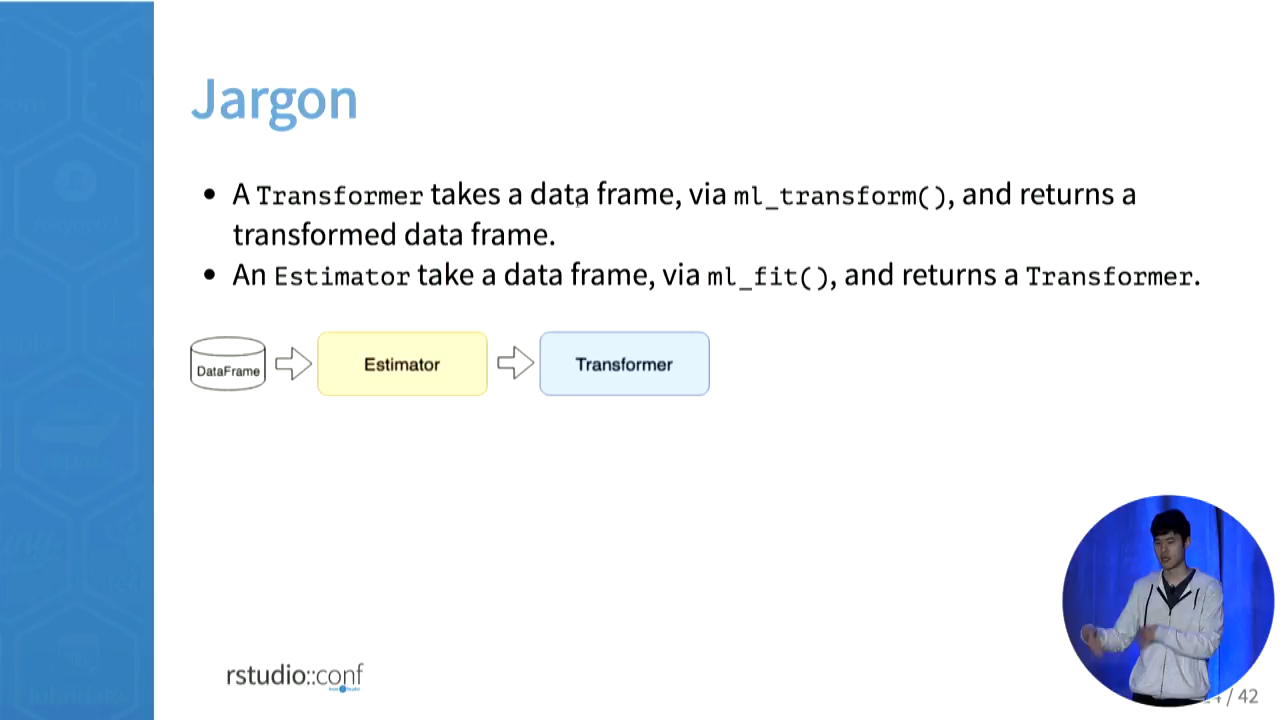 Jargon
• A Transformer takes a data frame, via ml_transform(), and returns a
transformed data frame.
• An Estimator take a data frame, via ml_fit(), and returns a Transformer.
DataFrame
Estimator
Transformer
rstudio::conf
/ 42